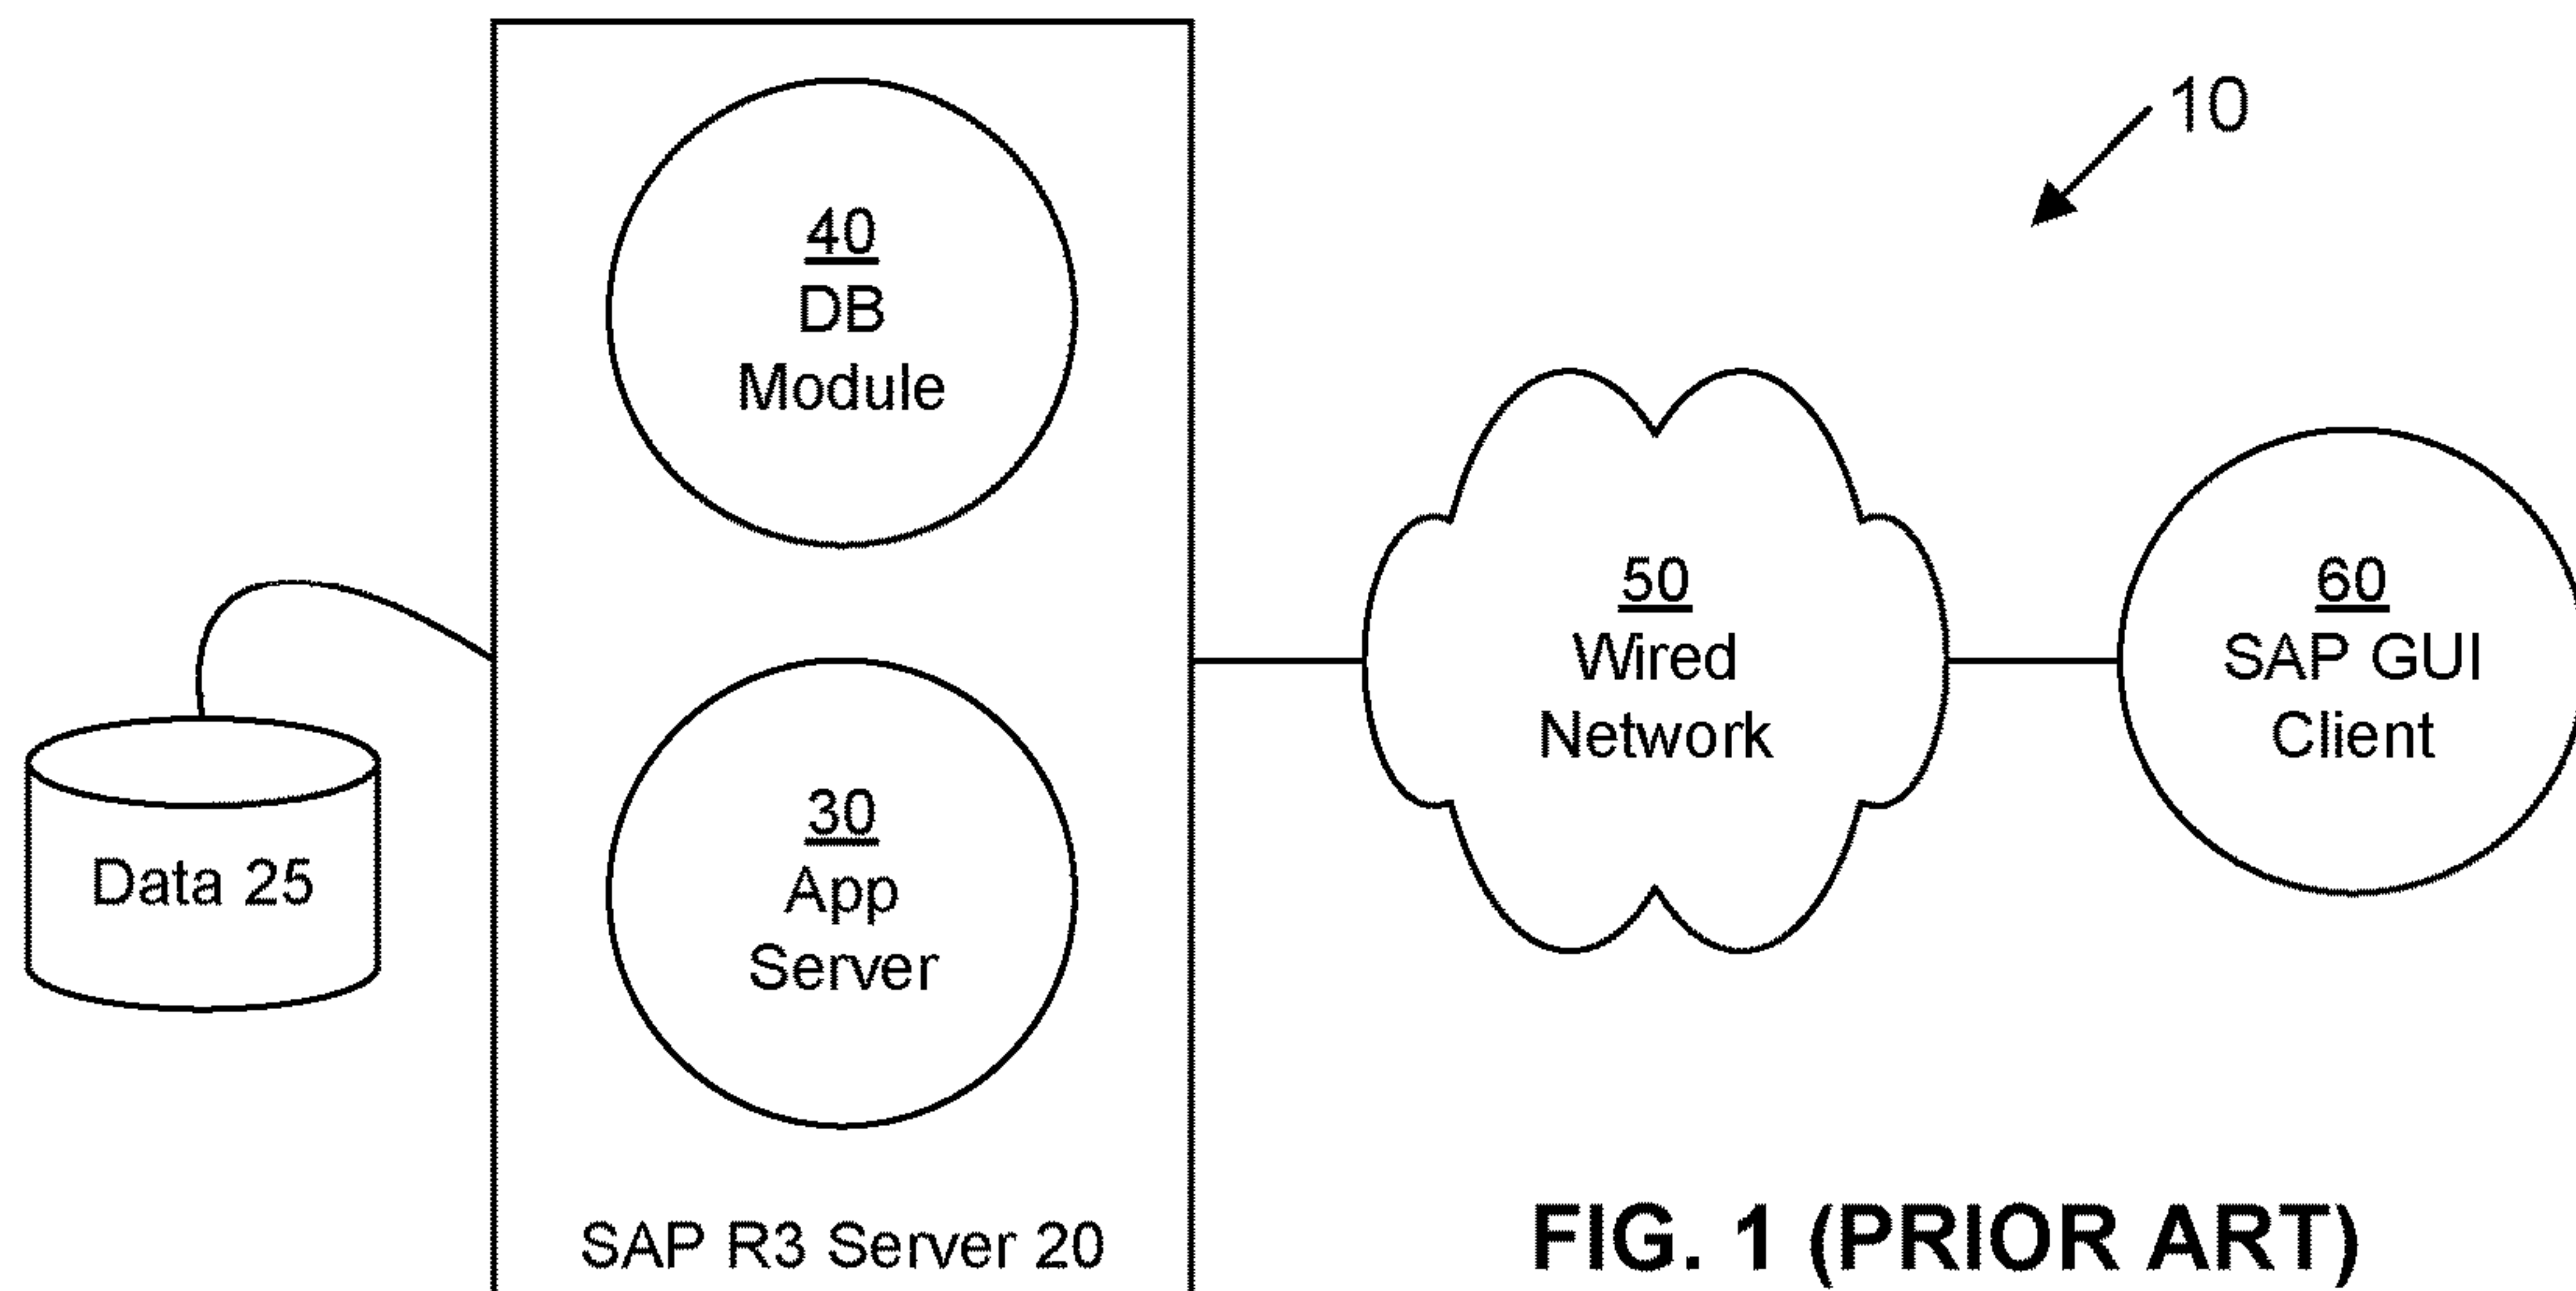 10
40
DB
Module
50
Wired
Network
60
SAP GUI
Client
30
App
Server
Data 25
SAP R3 Server 20
FIG. 1 (PRIOR ART)